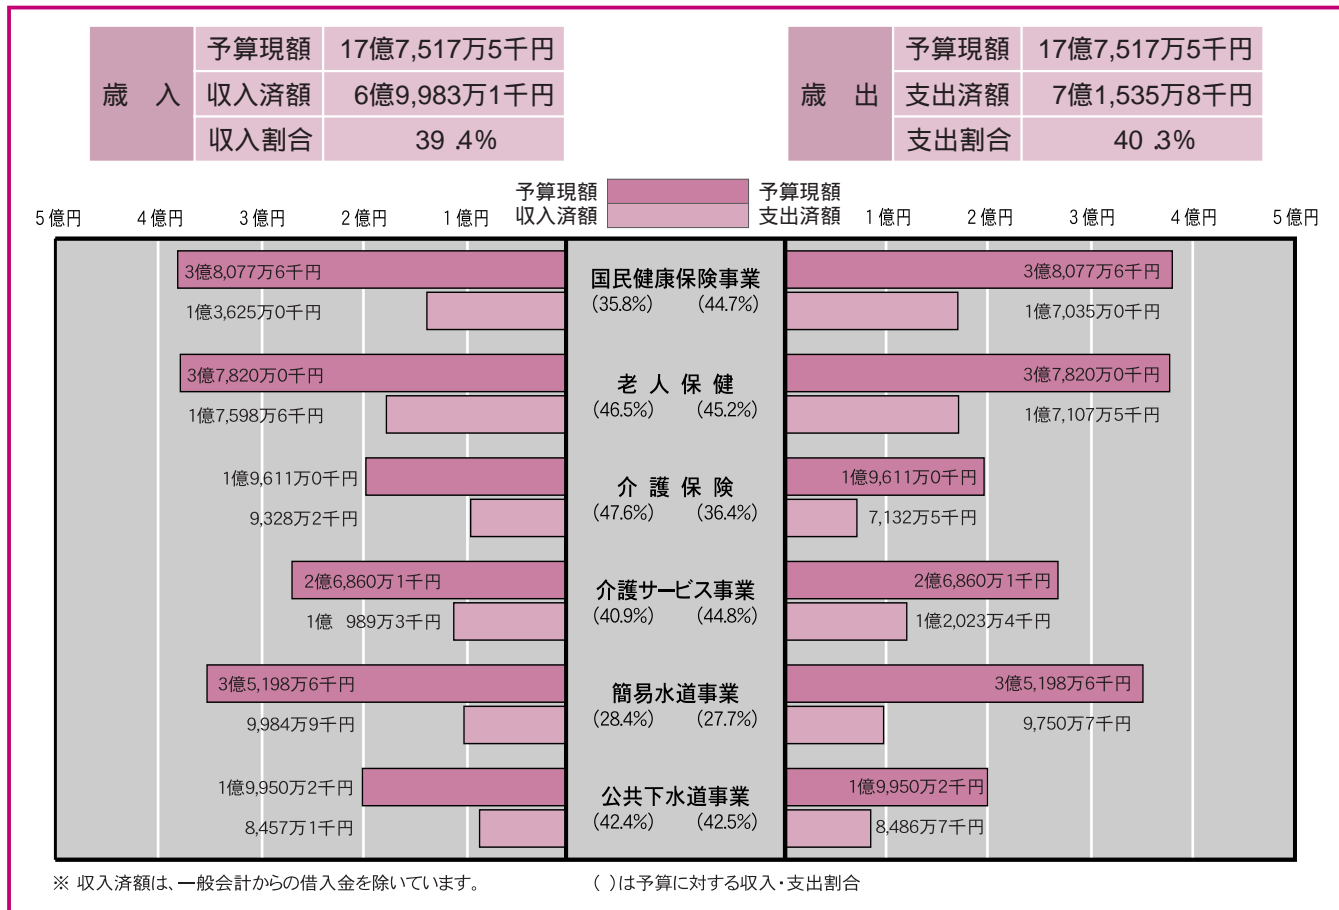 歳 入
予算現額 17億7,517万5千円
収入済額 6億9,983万1千円
収入割合 39.4%
歳 出
予算現額 17億7,517万5千円
支出済額 7億1,535万8千円
支出割合 40.3%
予算現額 予算現額
収入済額 支出済額
5億円 4億円 3億円 2億円 1億円 1億円 2億円 3億円 4億円 5億円
3億8,077万6千円 国民健康保険事業 3億8,077万6千円
1億3,625万0千円 (35.8%) (44.7%) 1億7,035万0千円
3億7,820万0千円 老人保健 3億7,820万0千円
1億7,598万6千円 (46.5%) (45.2%) 1億7,107万5千円
1億9,611万0千円 介護保険 1億9,611万0千円
9,328万2千円 (47.6%) (36.4%) 7,132万5千円
2億6,860万1千円 介護サービス事業 2億6,860万1千円
1億 989万3千円 (40.9%) (44.8%) 1億2,023万4千円
3億5,198万6千円 簡易水道事業 3億5,198万6千円
9,984万9千円 (28.4%) (27.7%) 9,750万7千円
1億9,950万2千円 公共下水道事業 1億9,950万2千円
8,457万1千円 (42.4%) (42.5%) 8,486万7千円
※ 収入済額は、一般会計からの借入金を除いています。 ( )は予算に対する収入・支出割合